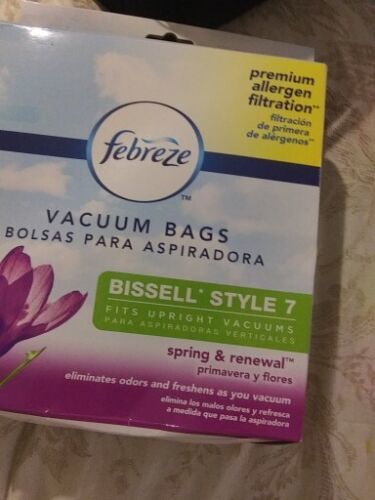 premium
allergen
filtration**
filtración
de primera
de alérgenos**
febreze™
VACUUM BAGS
BOLSAS PARA ASPIRADORA
BISSELL* STYLE 7
FITS UPRIGHT VACUUMS
PARA ASPIRADORAS VERTICALES
spring & renewal™
primavera y flores
eliminates odors and freshens as you vacuum
elimina los malos olores y refresca
a medida que pasa la aspiradora